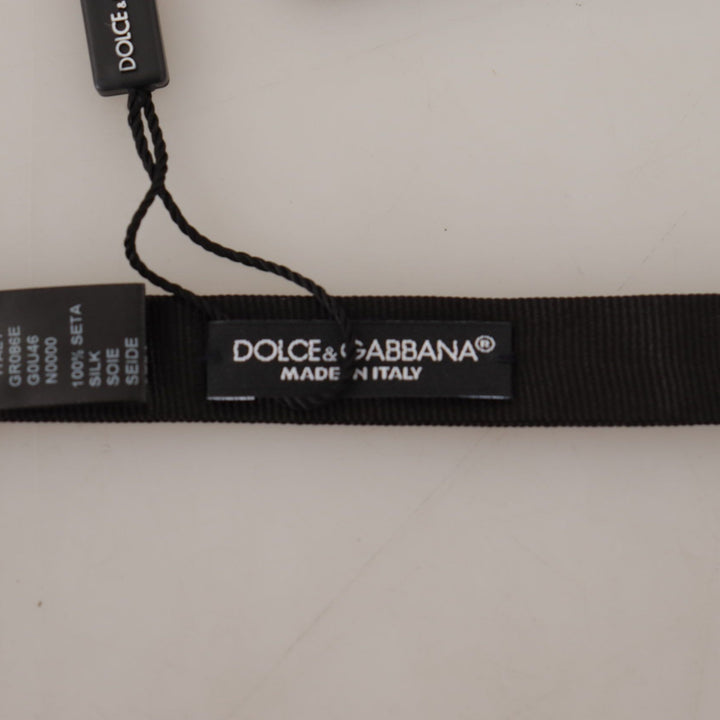 DOLCE &
GR086E
G0U46
N0000
100% SETA
SILK
SOIE
SEIDE
DOLCE&GABBANA®
MADE IN ITALY